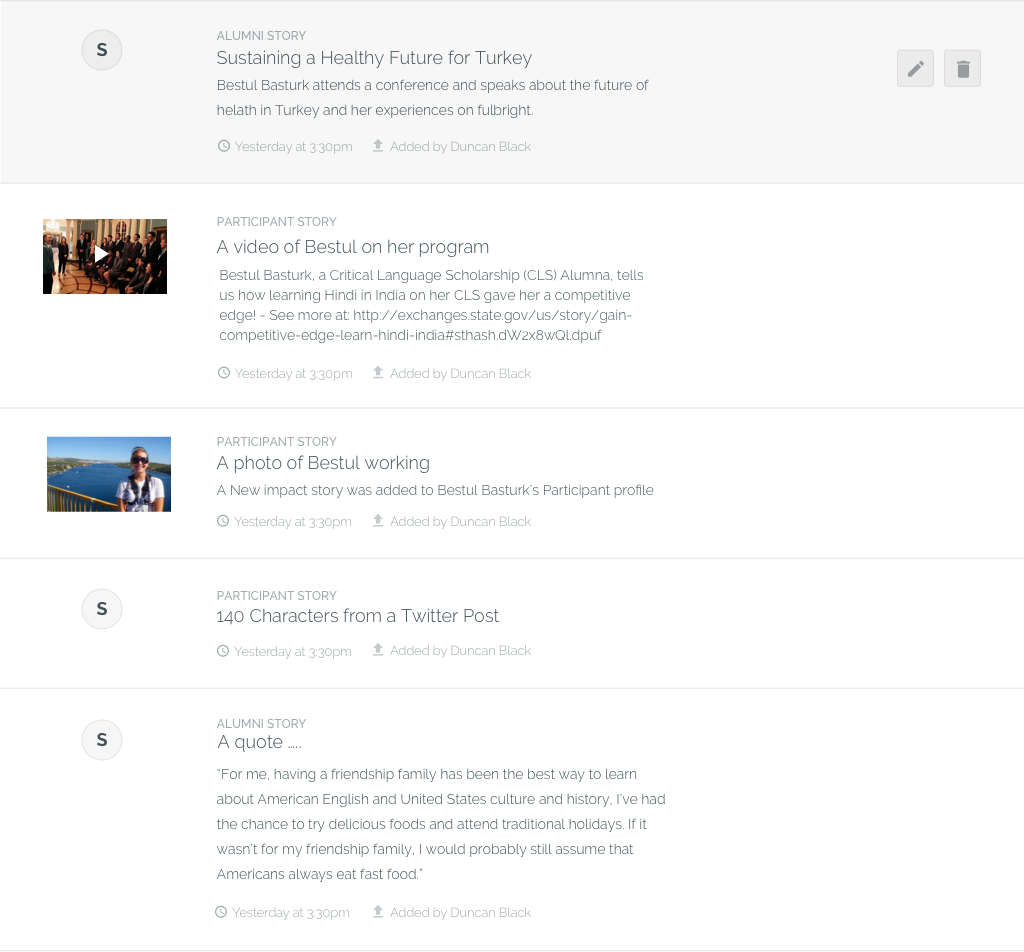 S
ALUMNI STORY
Sustaining a Healthy Future for Turkey
Bestul Basturk attends a conference and speaks about the future of
helath in Turkey and her experiences on fulbright.
Yesterday at 3:30pm Added by Duncan Black
PARTICIPANT STORY
A video of Bestul on her program
Bestul Basturk, a Critical Language Scholarship (CLS) Alumna, tells
us how learning Hindi in India on her CLS gave her a competitive
edge! - See more at: http://exchanges.state.gov/us/story/gain-
competitive-edge-learn-hindi-india#sthash.dW2x8wQl.dpuf
Yesterday at 3:30pm Added by Duncan Black
PARTICIPANT STORY
A photo of Bestul working
A New impact story was added to Bestul Basturk's Participant profile
Yesterday at 3:30pm Added by Duncan Black
S
PARTICIPANT STORY
140 Characters from a Twitter Post
Yesterday at 3:30pm Added by Duncan Black
S
ALUMNI STORY
A quote .....
"For me, having a friendship family has been the best way to learn
about American English and United States culture and history, I've had
the chance to try delicious foods and attend traditional holidays. If it
wasn't for my friendship family, I would probably still assume that
Americans always eat fast food."
Yesterday at 3:30pm Added by Duncan Black